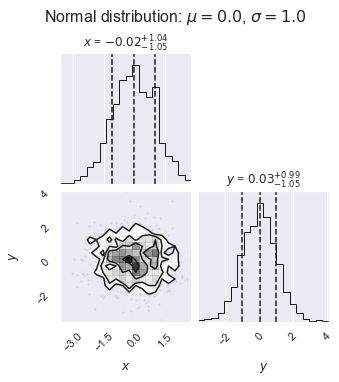 Normal distribution: μ = 0.0, σ = 1.0
x = −0.02 +1.04 −1.05
y = 0.03 +0.99 −1.05
4
2
0
−2
y
−3.0 −1.5 0.0 1.5
x
−2 0 2 4
y